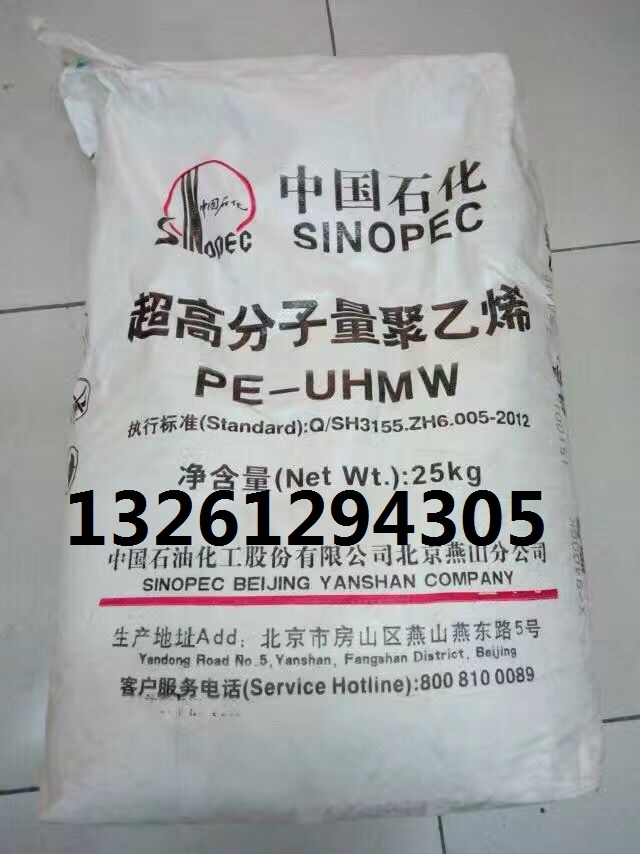 中国石化
SINOPEC
中国石化
SINOPEC
超高分子量聚乙烯
PE-UHMW
执行标准(Standard):Q/SH3155.ZH6.005-2012
净含量(Net Wt.):25kg
13261294305
中国石油化工股份有限公司北京燕山分公司
SINOPEC BEIJING YANSHAN COMPANY
生产地址Add: 北京市房山区燕山燕东路5号
Yandong Road No.5,Yanshan, Fangshan District, Beijing
客户服务电话(Service Hotline):800 810 0089